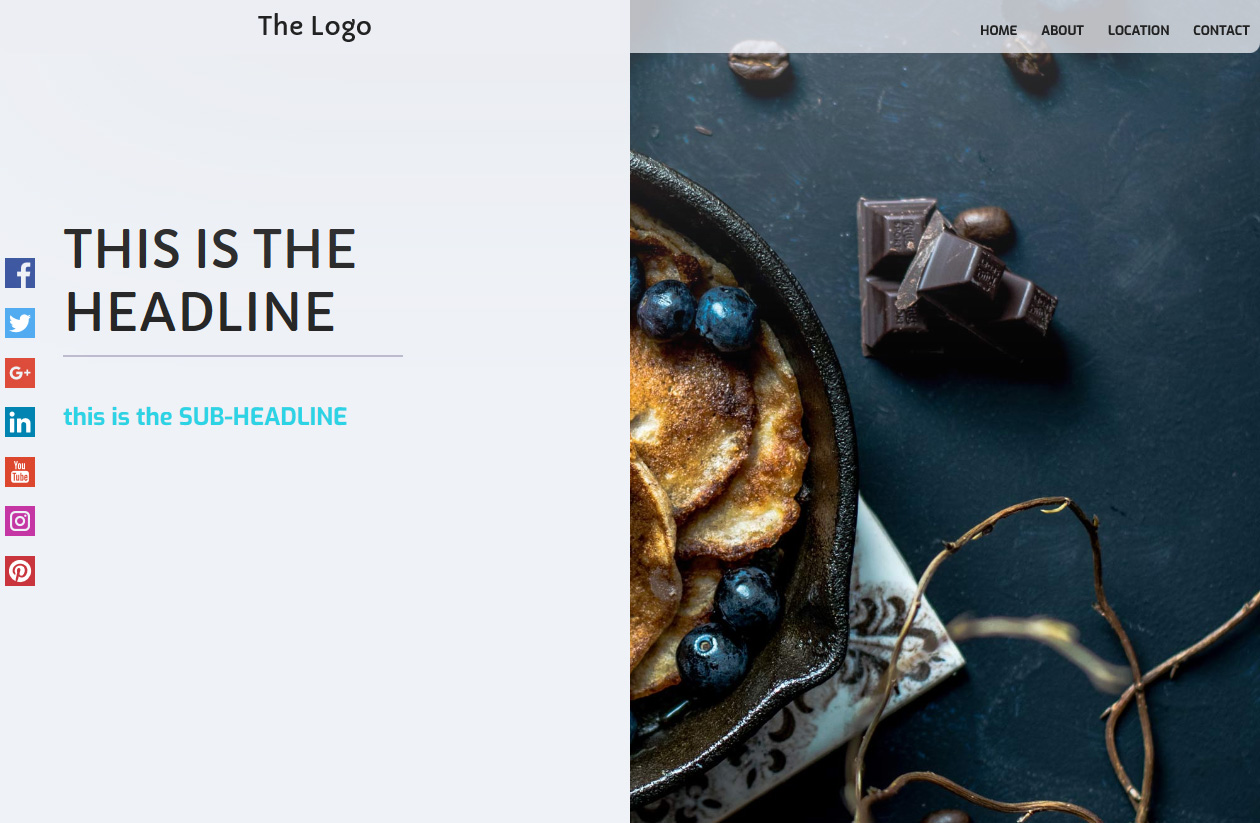 The Logo
HOME ABOUT LOCATION CONTACT
THIS IS THE
HEADLINE
this is the SUB-HEADLINE
You
Tube